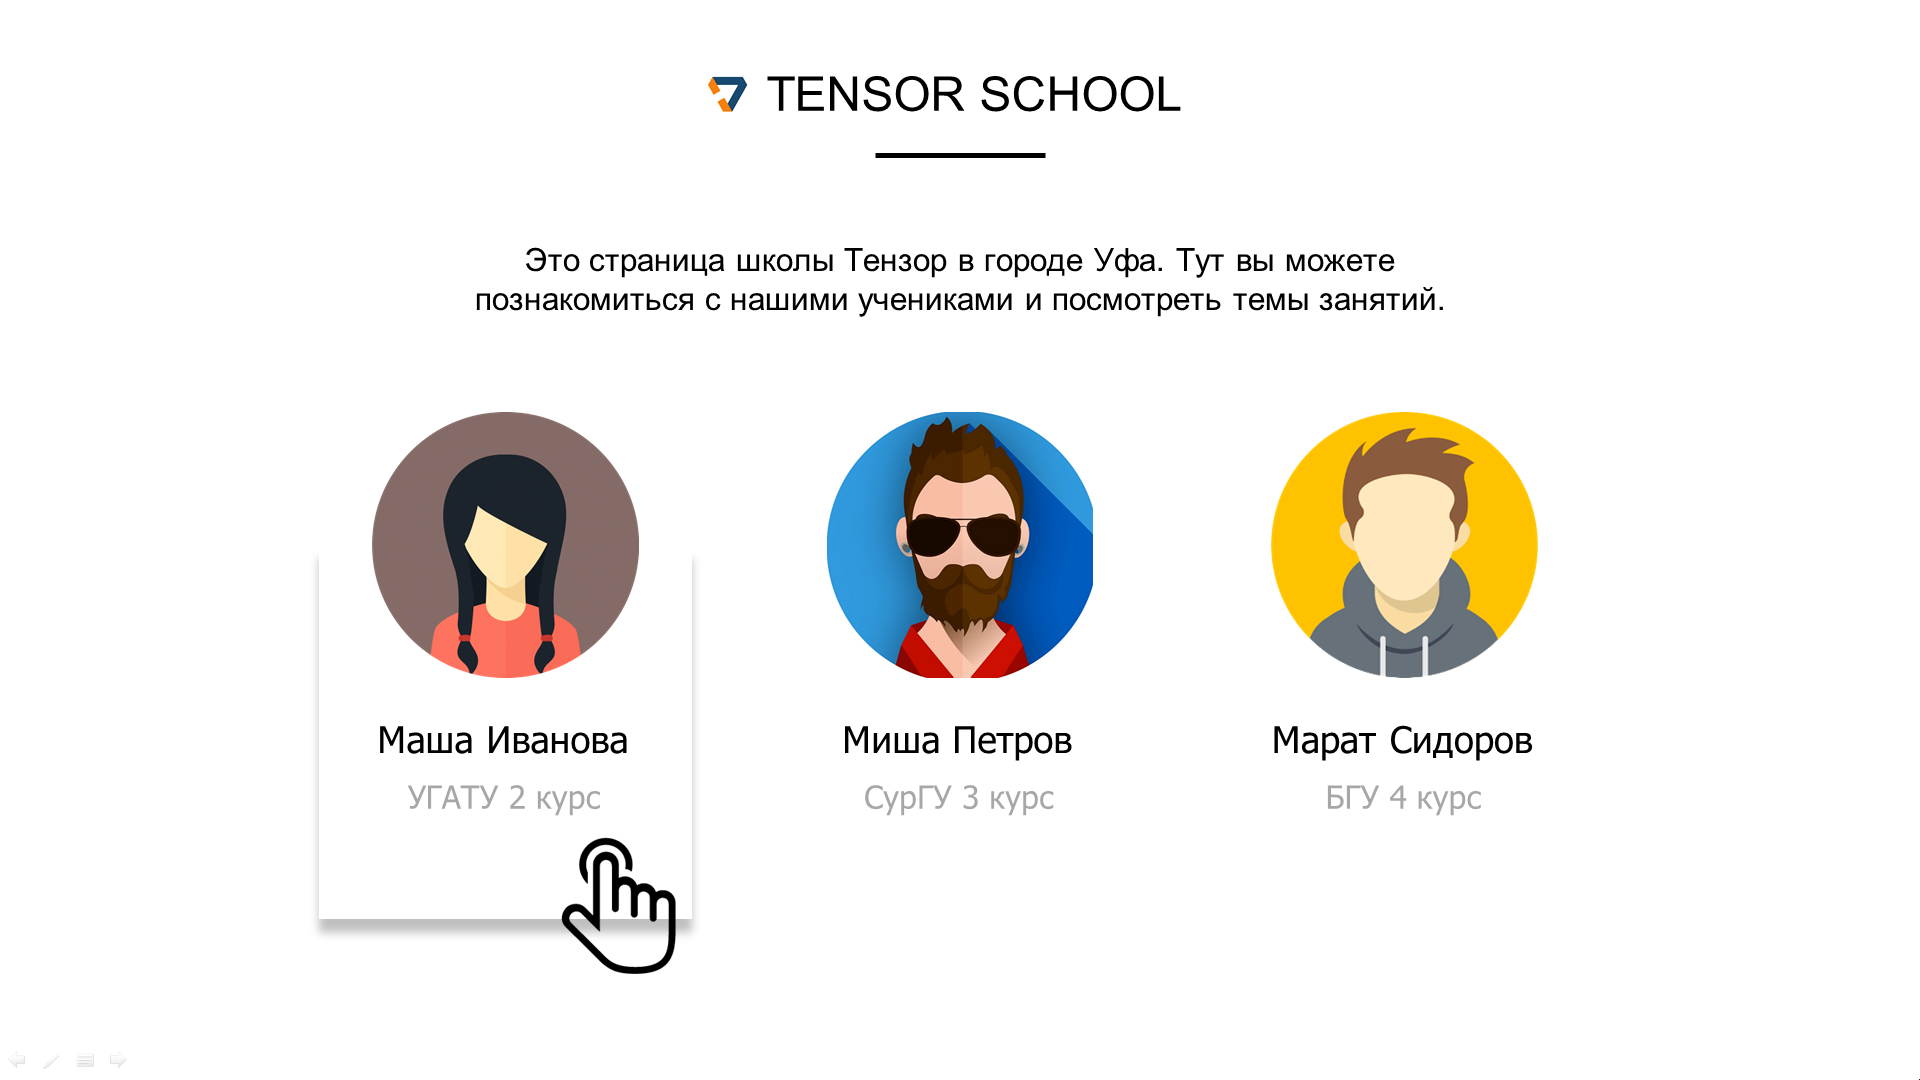 TENSOR SCHOOL
Это страница школы Тензор в городе Уфа. Тут вы можете
познакомиться с нашими учениками и посмотреть темы занятий.
Маша Иванова
Миша Петров
Марат Сидоров
УГАТУ 2 курс
СурГУ 3 курс
БГУ 4 курс